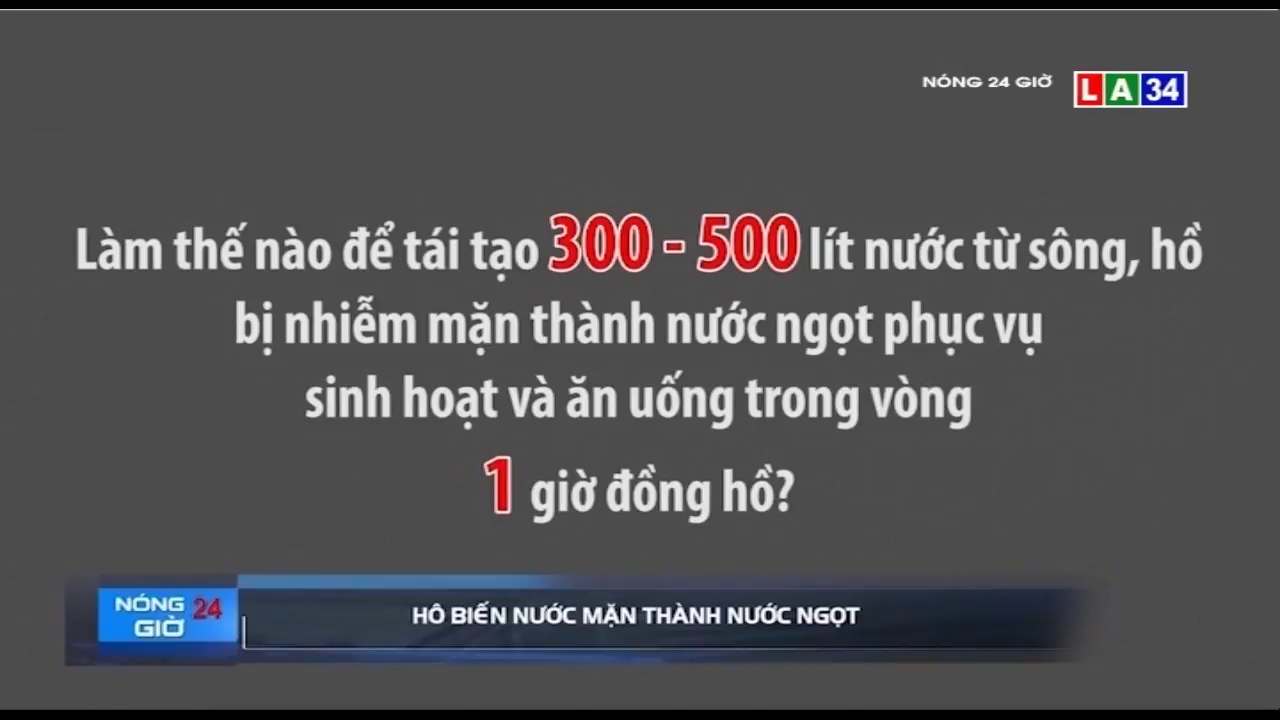 NÓNG 24 GIỜ
LA34
Làm thế nào để tái tạo 300 - 500 lít nước từ sông, hồ
bị nhiễm mặn thành nước ngọt phục vụ
sinh hoạt và ăn uống trong vòng
1 giờ đồng hồ?
NÓNG 24
GIỜ
HÔ BIẾN NƯỚC MẶN THÀNH NƯỚC NGỌT